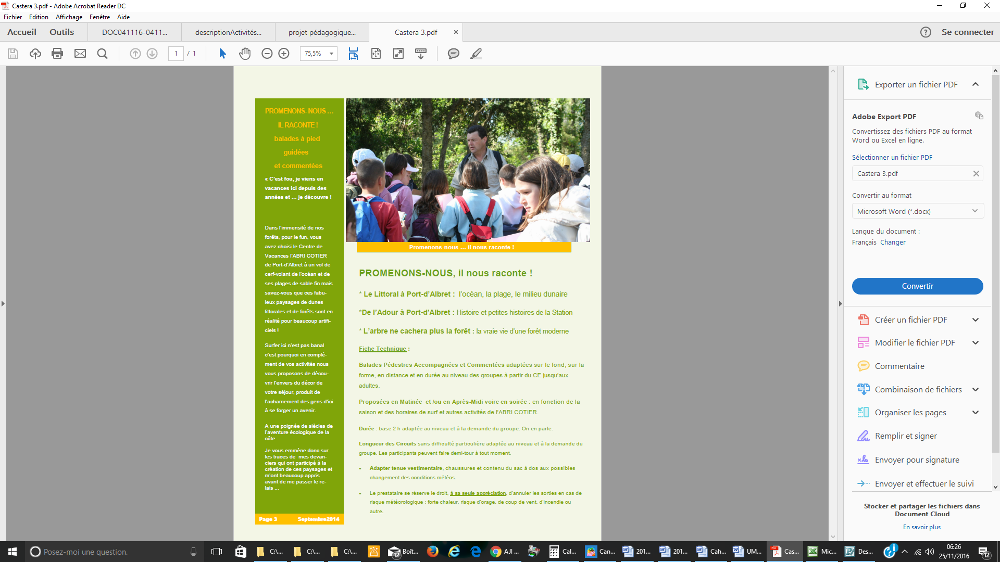 Castera 3.pdf - Adobe Acrobat Reader DC
Fichier Edition Affichage Fenêtre Aide
Accueil Outils DOC041116-0411... descriptionActivités... projet pédagogique... Castera 3.pdf × ? Se connecter
1 / 1 75,5%
PROMENONS- NOUS …
IL RACONTE !
balades à pied
guidées
et commentées
« C'est fou, je viens en
vacances ici depuis des
années et … je découvre !
Dans l'immensité de nos
forêts, pour le fun, vous
avez choisi le Centre de
Vacances l'ABRI COTIER
de Port-d'Albret à un vol de
cerf-volant de l'océan et de
ses plages de sable fin mais
savez-vous que ces fabu-
leux paysages de dunes
littorales et de forêts sont en
réalité pour beaucoup artifi-
ciels !
Surfer ici n'est pas banal
c'est pourquoi en complé-
ment de vos activités nous
vous proposons de décou-
vrir l'envers du décor de
votre séjour, produit de
l'acharnement des gens d'ici
à se forger un avenir.
A une poignée de siècles de
l'aventure écologique de la
côte
Je vous emmène donc sur
les traces de mes devan-
ciers qui ont participé à la
création de ces paysages et
m'ont beaucoup appris
avant de me passer le re-
lais ...
Page 3 Septembre2014
Promenons-nous … il nous raconte !
PROMENONS-NOUS, il nous raconte !
* Le Littoral à Port-d'Albret : l'océan, la plage, le milieu dunaire
*De l'Adour à Port-d'Albret : Histoire et petites histoires de la Station
* L'arbre ne cachera plus la forêt : la vraie vie d'une forêt moderne
Fiche Technique :
Balades Pédestres Accompagnées et Commentées adaptées sur le fond, sur la
forme, en distance et en durée au niveau des groupes à partir du CE jusqu'aux
adultes.
Proposées en Matinée et /ou en Après-Midi voire en soirée : en fonction de la
saison et des horaires de surf et autres activités de l'ABRI COTIER.
Durée : base 2 h adaptée au niveau et à la demande du groupe. On en parle.
Longueur des Circuits sans difficulté particulière adaptée au niveau et à la demande du
groupe. Les participants peuvent faire demi-tour à tout moment.
• Adapter tenue vestimentaire, chaussures et contenu du sac à dos aux possibles
changement des conditions météos.
• Le prestataire se réserve le droit, à sa seule appréciation, d'annuler les sorties en cas de
risque météorologique : forte chaleur, risque d'orage, de coup de vent, d'incendie ou
autre.
Exporter un fichier PDF
Adobe Export PDF
Convertissez des fichiers PDF au format
Word ou Excel en ligne.
Sélectionner un fichier PDF
Castera 3.pdf
Convertir au format
Microsoft Word (*.docx)
Langue du document :
Français Changer
Convertir
Créer un fichier PDF
Modifier le fichier PDF
Commentaire
Combinaison de fichiers
Organiser les pages
Remplir et signer
Envoyer pour signature
Envoyer et effectuer le suivi
Stocker et partager les fichiers dans
Document Cloud
En savoir plus
Posez-moi une question. C:\... C:\... C:\... Boît... 12 AJI ... Cal... Can... 201... 201... Cah... UM... Cas... Mic... Des... 06:26
25/11/2016 12